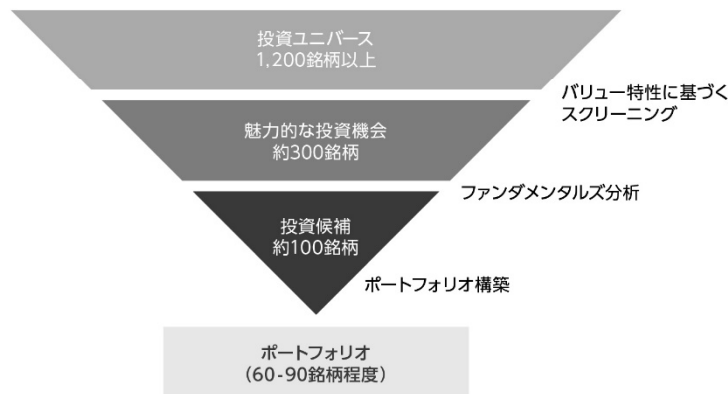 投資ユニバース
1,200銘柄以上
バリュー特性に基づく
スクリーニング
魅力的な投資機会
約300銘柄
ファンダメンタルズ分析
投資候補
約100銘柄
ポートフォリオ構築
ポートフォリオ
（60-90銘柄程度）